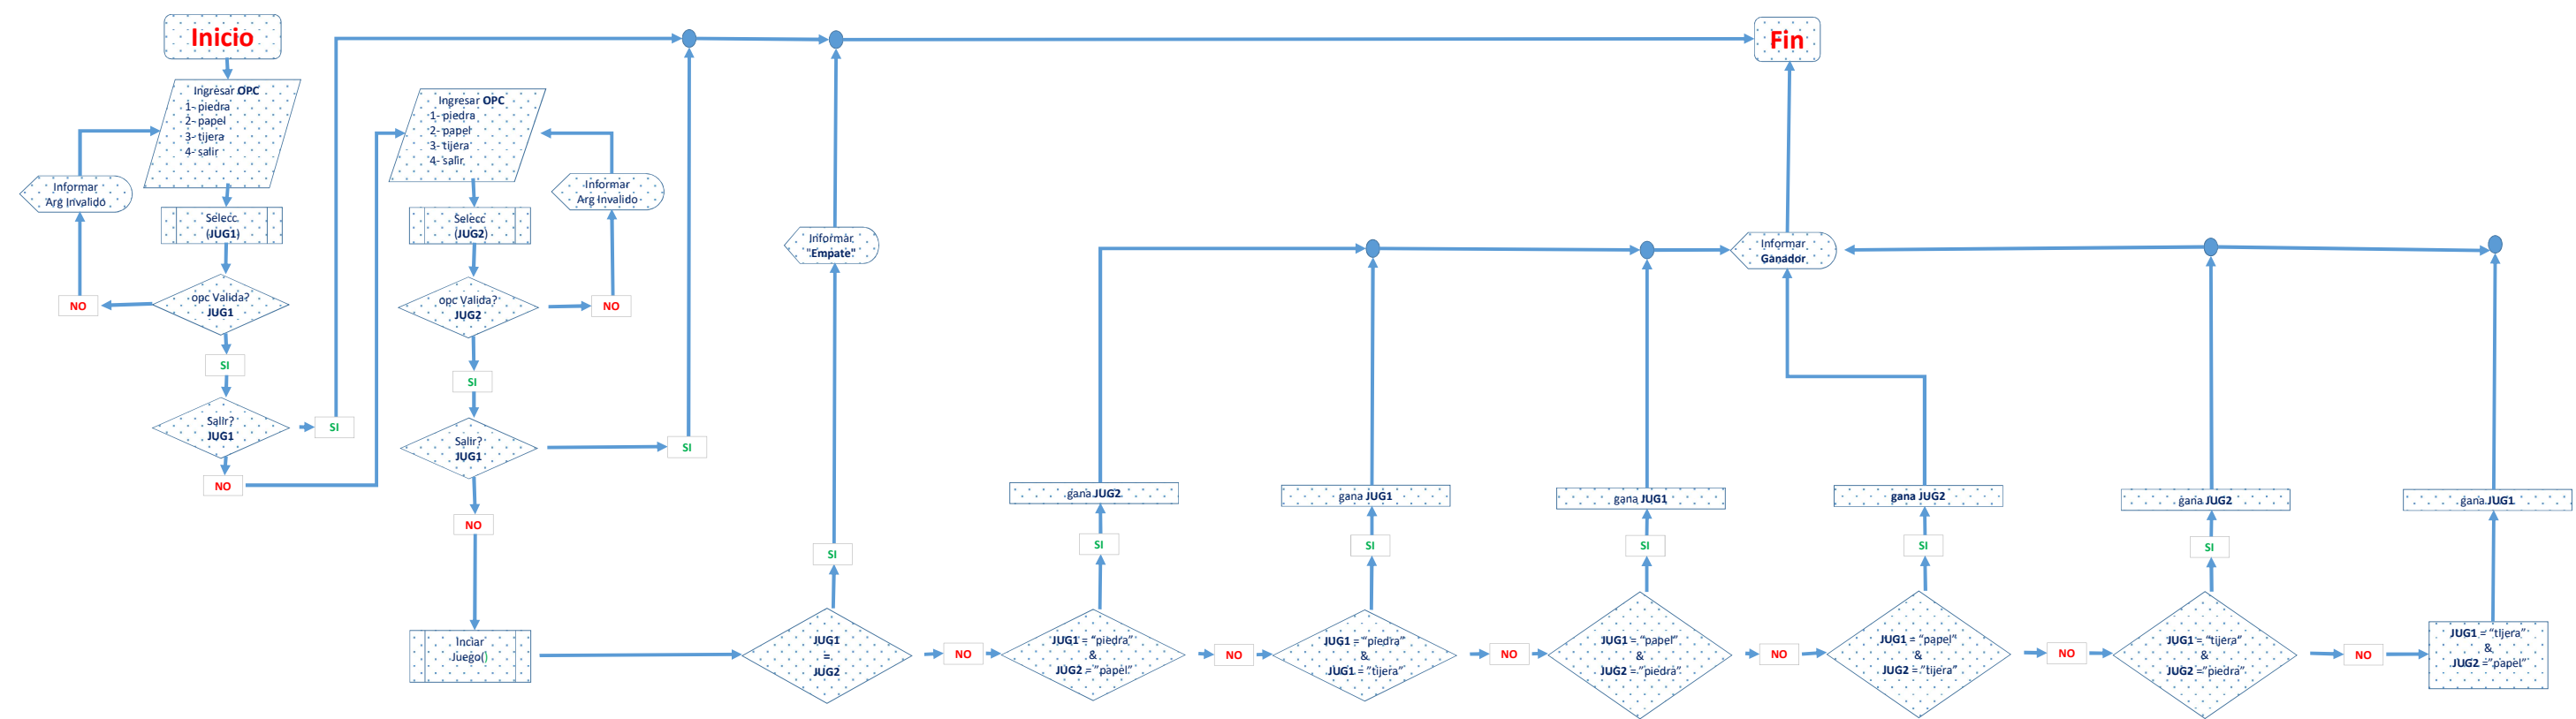 Inicio
Ingresar OPC
1- piedra
2- papel
3- tijera
4- salir
Informar
Arg Invalido
Selecc
(JUG1)
opc Valida?
JUG1
NO
SI
Salir?
JUG1
SI
NO
Ingresar OPC
1- piedra
2- papel
3- tijera
4- salir
Informar
Arg Invalido
Selecc
(JUG2)
opc Valida?
JUG2
NO
SI
Salir?
JUG1
SI
NO
Inciar
Juego()
JUG1
=
JUG2
SI
Informar
"Empate"
NO
JUG1 = "piedra"
&
JUG2 = "papel"
SI
gana JUG2
NO
JUG1 = "piedra"
&
JUG1 = "tijera"
SI
gana JUG1
NO
JUG1 = "papel"
&
JUG2 = "piedra"
SI
gana JUG1
NO
JUG1 = "papel"
&
JUG2 = "tijera"
SI
gana JUG2
NO
JUG1 = "tijera"
&
JUG2 = "piedra"
SI
gana JUG2
NO
JUG1 = "tijera"
&
JUG2 ="papel"
gana JUG1
Informar
Ganador
Fin